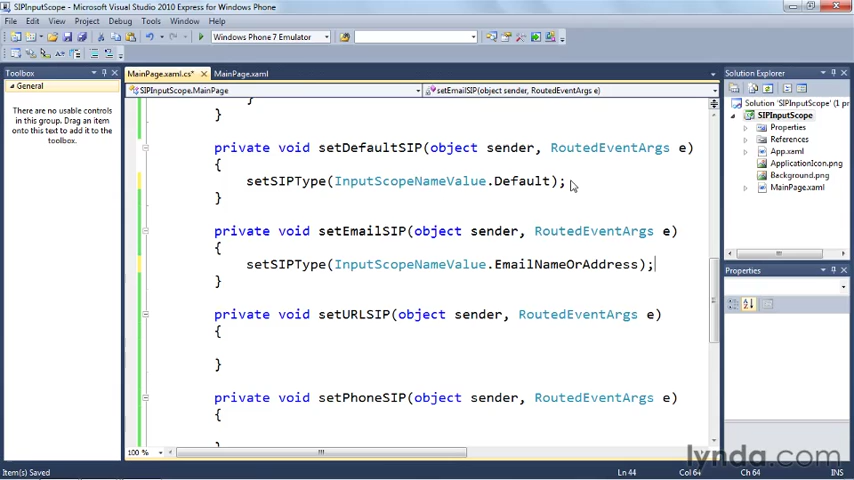 SIPInputScope - Microsoft Visual Studio 2010 Express for Windows Phone
File Edit View Project Debug Tools Window Help
Windows Phone 7 Emulator
Toolbox
General
There are no usable controls
in this group. Drag an item
onto this text to add it to the
toolbox.
MainPage.xaml.cs* MainPage.xaml
SIPInputScope.MainPage
setEmailSIP(object sender, RoutedEventArgs e)
}
}
private void setDefaultSIP(object sender, RoutedEventArgs e)
{
setSIPType(InputScopeNameValue.Default);
}
private void setEmailSIP(object sender, RoutedEventArgs e)
{
setSIPType(InputScopeNameValue.EmailNameOrAddress);
}
private void setURLSIP(object sender, RoutedEventArgs e)
{
}
private void setPhoneSIP(object sender, RoutedEventArgs e)
{
100 %
Solution Explorer
Solution 'SIPInputScope' (1 pr
SIPInputScope
Properties
References
App.xaml
ApplicationIcon.png
Background.png
MainPage.xaml
Properties
Item(s) Saved
Ln 44
Col 64
Ch 64
INS
lynda.com